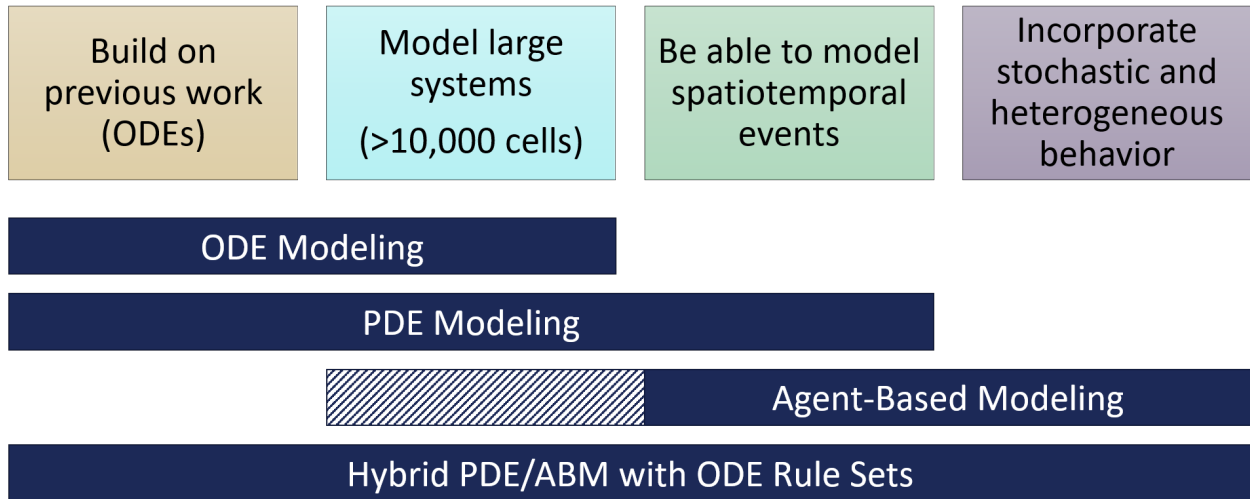 Build on
previous work
(ODEs)
Model large
systems
(>10,000 cells)
Be able to model
spatiotemporal
events
Incorporate
stochastic and
heterogeneous
behavior
ODE Modeling
PDE Modeling
Agent-Based Modeling
Hybrid PDE/ABM with ODE Rule Sets